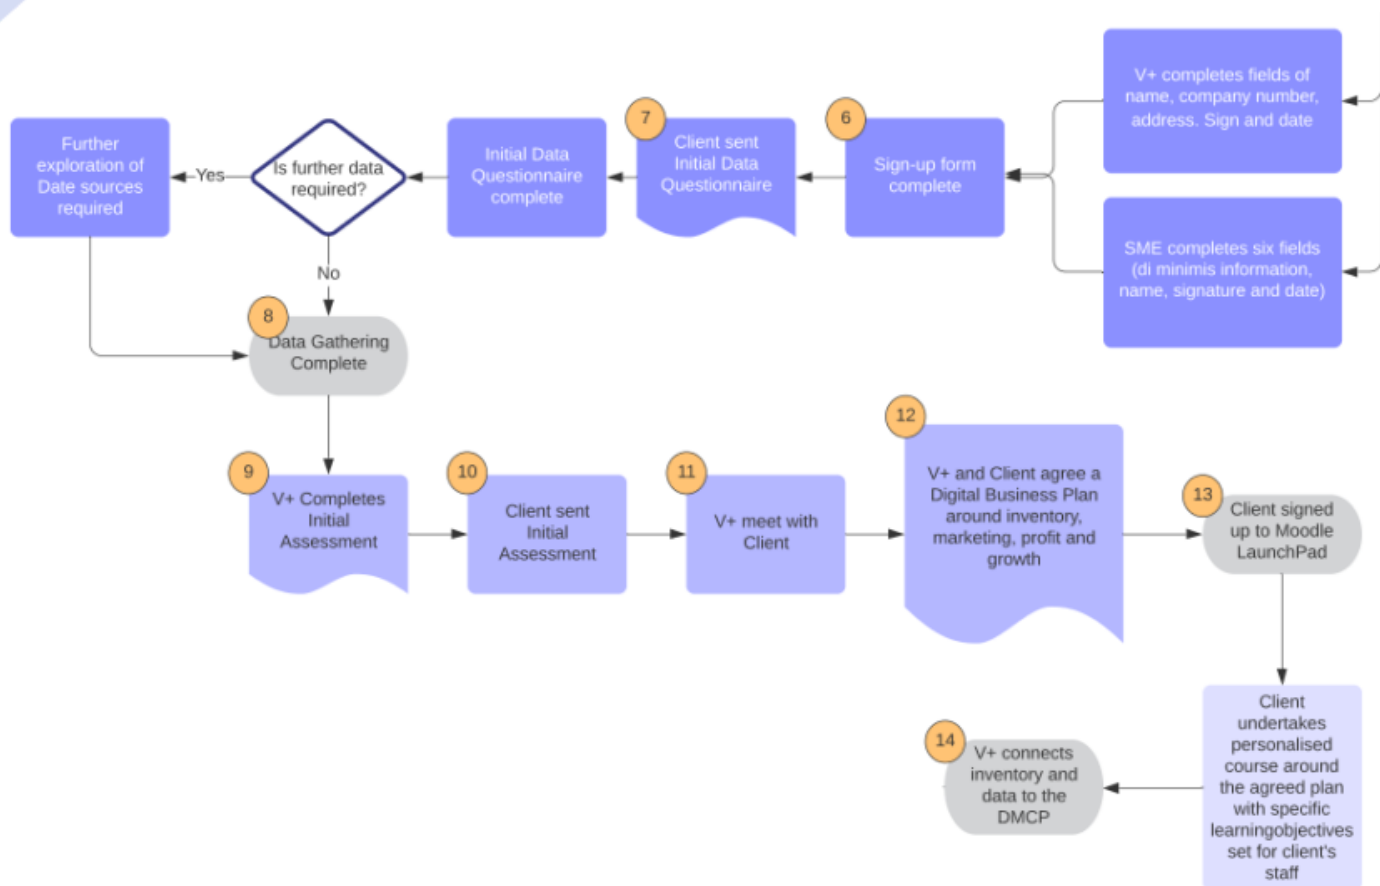 V+ completes fields of
name, company number,
address. Sign and date
SME completes six fields
(di minimis information,
name, signature and date)
6
Sign-up form
complete
7
Client sent
Initial Data
Questionnaire
Initial Data
Questionnaire
complete
Is further data
required?
Yes
Further
exploration of
Date sources
required
No
8
Data Gathering
Complete
9
V+ Completes
Initial
Assessment
10
Client sent
Initial
Assessment
11
V+ meet with
Client
12
V+ and Client agree a
Digital Business Plan
around inventory,
marketing, profit and
growth
13
Client signed
up to Moodle
LaunchPad
Client
undertakes
personalised
course around
the agreed plan
with specific
learningobjectives
set for client's
staff
14
V+ connects
inventory and
data to the
DMCP